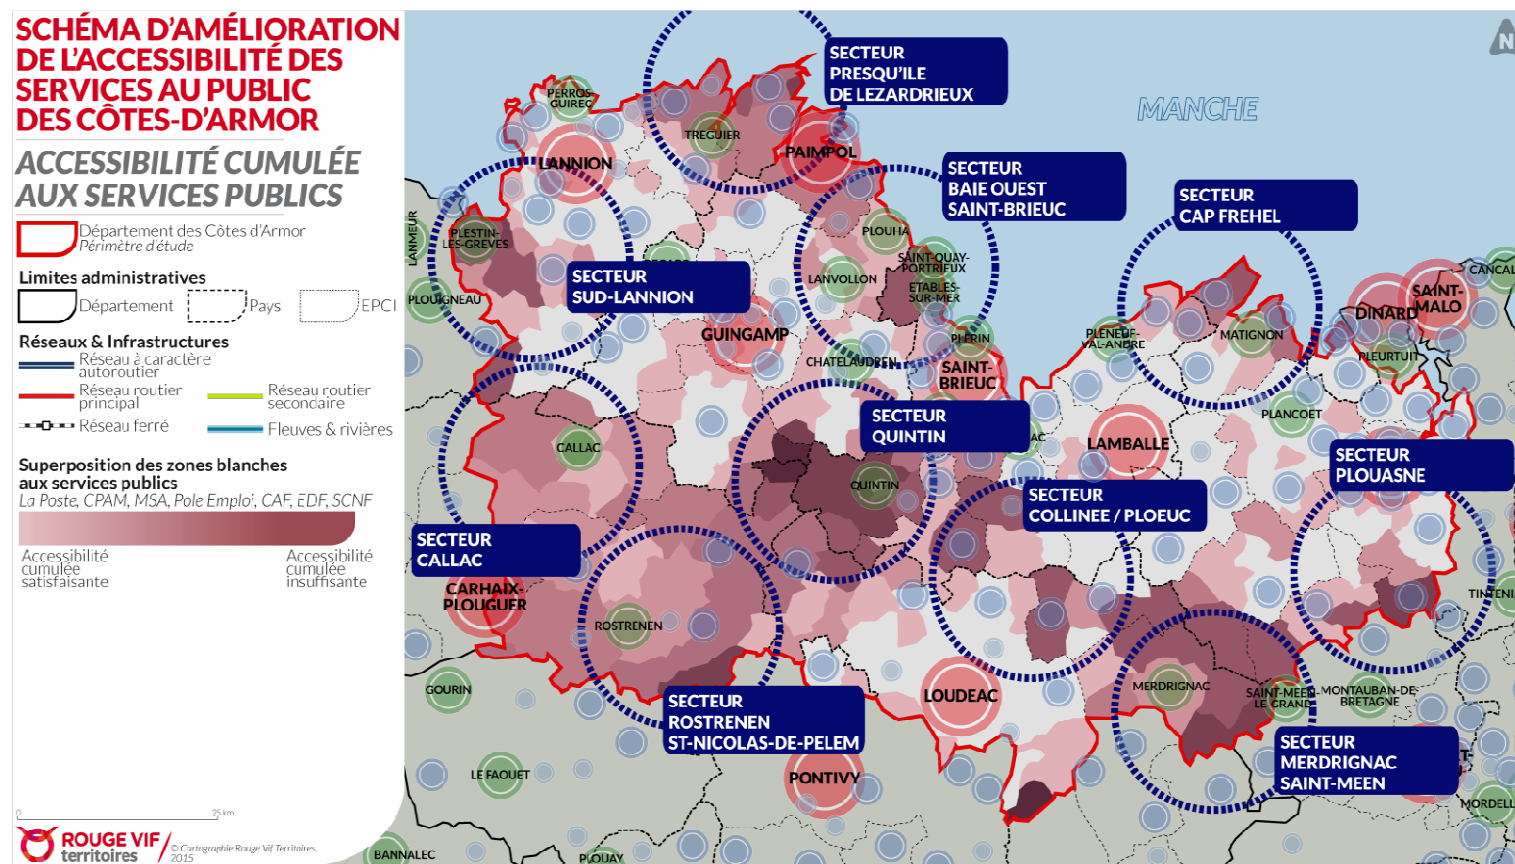 SCHÉMA D'AMÉLIORATION
DE L'ACCESSIBILITÉ DES
SERVICES AU PUBLIC
DES CÔTES-D'ARMOR
ACCESSIBILITÉ CUMULÉE
AUX SERVICES PUBLICS
Département des Côtes d'Armor
Périmètre d'étude
Limites administratives
Département
Pays
EPCI
Réseaux & Infrastructures
Réseau à caractère
autoroutier
Réseau routier
principal
Réseau routier
secondaire
Réseau ferré
Fleuves & rivières
Superposition des zones blanches
aux services publics
La Poste, CPAM, MSA, Pole Emploi, CAF, EDF, SCNF
Accessibilité
cumulée
satisfaisante
Accessibilité
cumulée
insuffisante
0
25 km
ROUGE VIF
territoires
© Cartographie Rouge Vif Territoires,
2015
N
MANCHE
SECTEUR
PRESQU'ILE
DE LEZARDRIEUX
SECTEUR
BAIE OUEST
SAINT-BRIEUC
SECTEUR
CAP FREHEL
SECTEUR
SUD-LANNION
SECTEUR
QUINTIN
SECTEUR
PLOUASNE
SECTEUR
COLLINEE / PLOEUC
SECTEUR
CALLAC
SECTEUR
ROSTRENEN
ST-NICOLAS-DE-PELEM
SECTEUR
MERDRIGNAC
SAINT-MEEN
PERROS-
GUIREC
TREGUIER
LANNION
PAIMPOL
LANMEUR
PLESTIN-
LES-GREVES
PLOUIGNEAU
PLOUHA
SAINT-QUAY-
PORTRIEUX
LANVOLLON
ETABLES-
SUR-MER
GUINGAMP
CHATELAUDREN
PLERIN
SAINT-
BRIEUC
PLENEUF-
VAL-ANDRE
MATIGNON
DINARD
SAINT-
MALO
CANCAL
PLEURTUIT
PLANCOET
LAMBALLE
CALLAC
QUINTIN
CARHAIX-
PLOUGUER
ROSTRENEN
GOURIN
LE FAOUET
LOUDEAC
PONTIVY
MERDRIGNAC
SAINT-MEEN-
LE-GRAND
MONTAUBAN-DE-
BRETAGNE
TINTENI
MORDELL
BANNALEC
PLOUAY